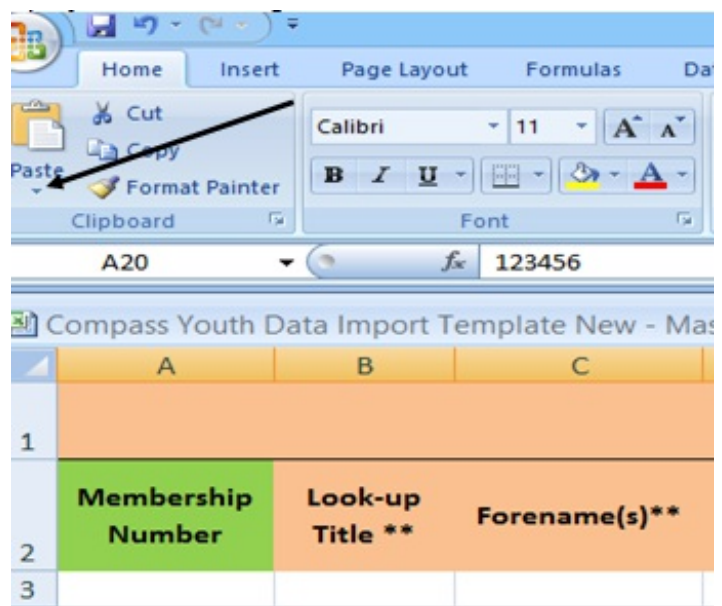 Home Insert Page Layout Formulas Da
Cut
Calibri 11 A A
Copy
Paste
Format Painter
B I U A
Clipboard Font
A20 fx 123456
Compass Youth Data Import Template New - Mas
A B C
1
Membership Look-up Forename(s)**
Number Title **
2
3